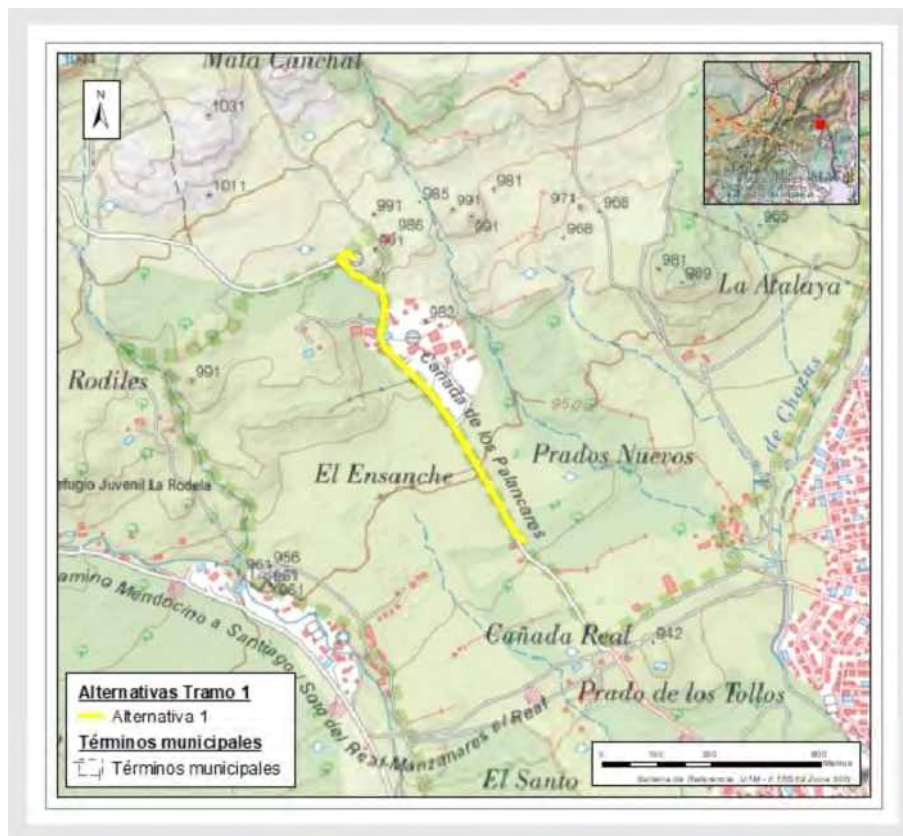 Mata Canchal
N
1031
1011
985
981
991
991
986
991
971
968
968
965
981
989
La Atalaya
982
Rodiles
991
Cañada de los Palancares
950
de Chozas
El Ensanche
Prados Nuevos
Refugio Juvenil La Rodela
956
961
961
Camino Mendocino a Santiago
Soto del Real-Manzanares el Real
Cañada Real
942
Prado de los Tollos
El Santo
Alternativas Tramo 1
Alternativa 1
Términos municipales
Términos municipales
0
Metros